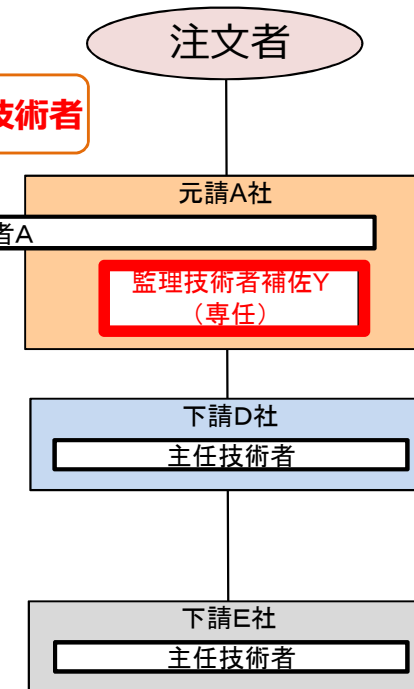 注文者
技術者
元請A社
者A
監理技術者補佐Y
（専任）
下請D社
主任技術者
下請E社
主任技術者